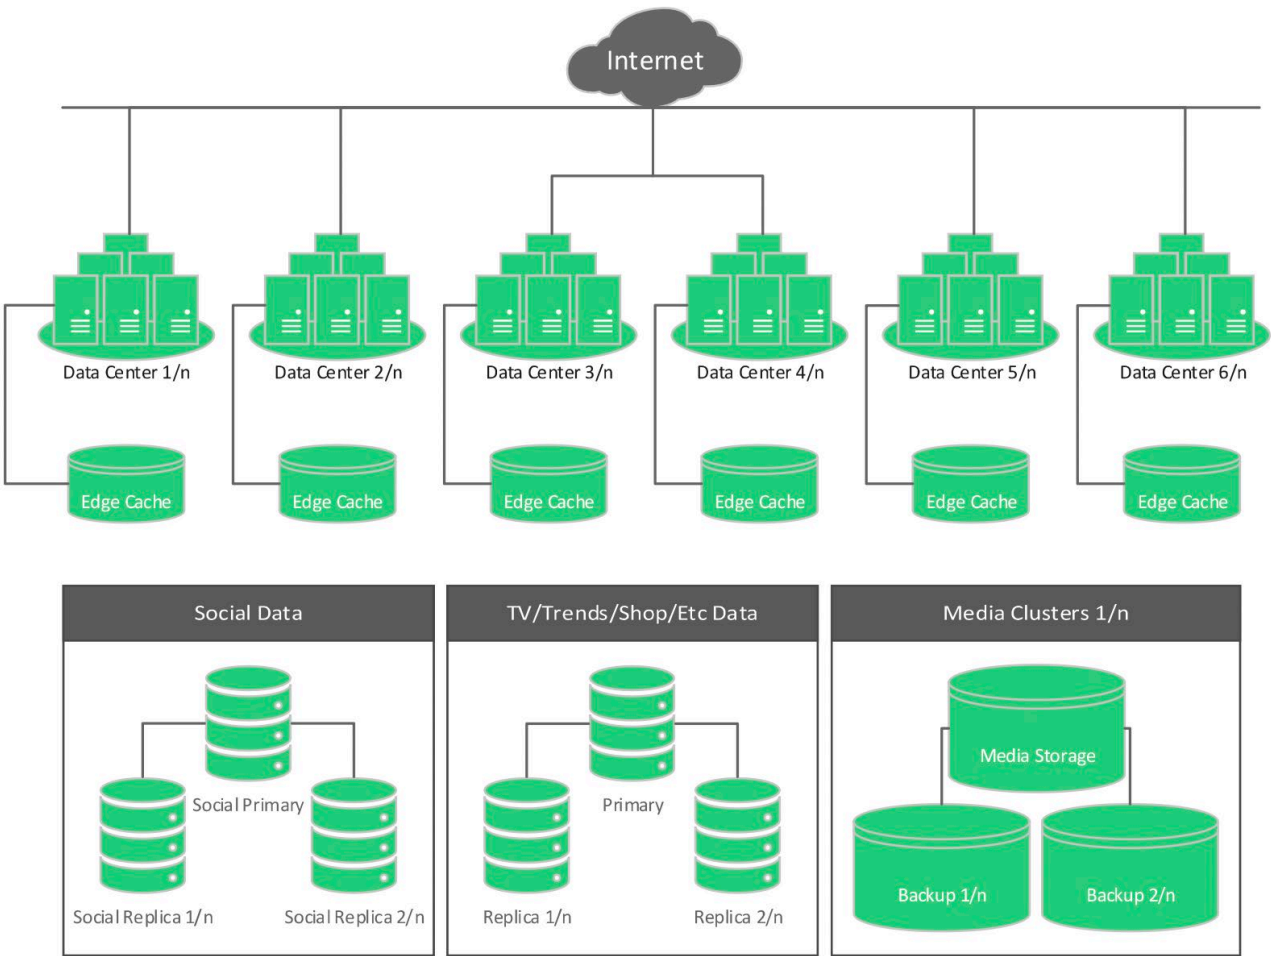 Internet
Data Center 1/n
Data Center 2/n
Data Center 3/n
Data Center 4/n
Data Center 5/n
Data Center 6/n
Edge Cache
Edge Cache
Edge Cache
Edge Cache
Edge Cache
Edge Cache
Social Data
Social Primary
Social Replica 1/n
Social Replica 2/n
TV/Trends/Shop/Etc Data
Primary
Replica 1/n
Replica 2/n
Media Clusters 1/n
Media Storage
Backup 1/n
Backup 2/n